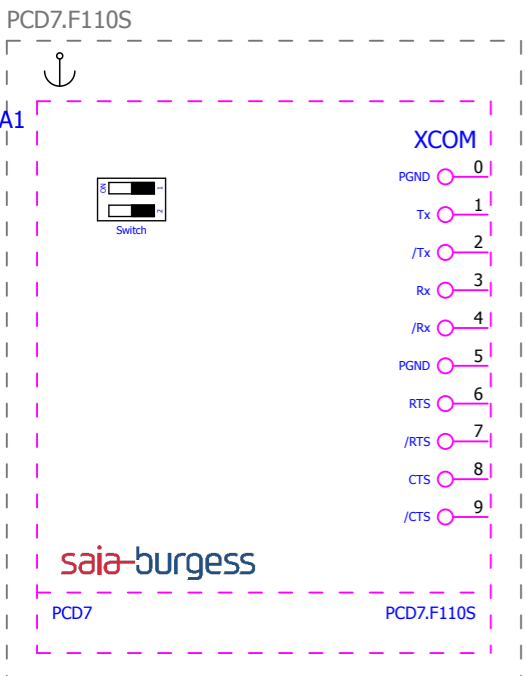 PCD7.F110S
A1
XCOM
PGND 0
Tx 1
/Tx 2
Rx 3
/Rx 4
PGND 5
RTS 6
/RTS 7
CTS 8
/CTS 9
ON 1
2
Switch
saia-burgess
PCD7 PCD7.F110S